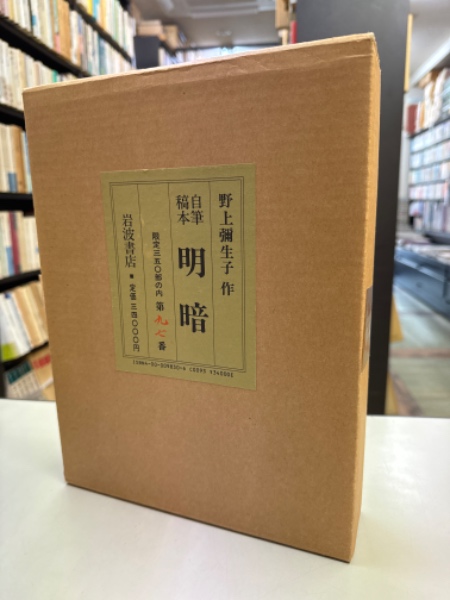 野上彌生子 作
自筆稿本 明暗
限定三五〇部の内 第九七番
岩波書店 ● 定価 三四〇〇〇円